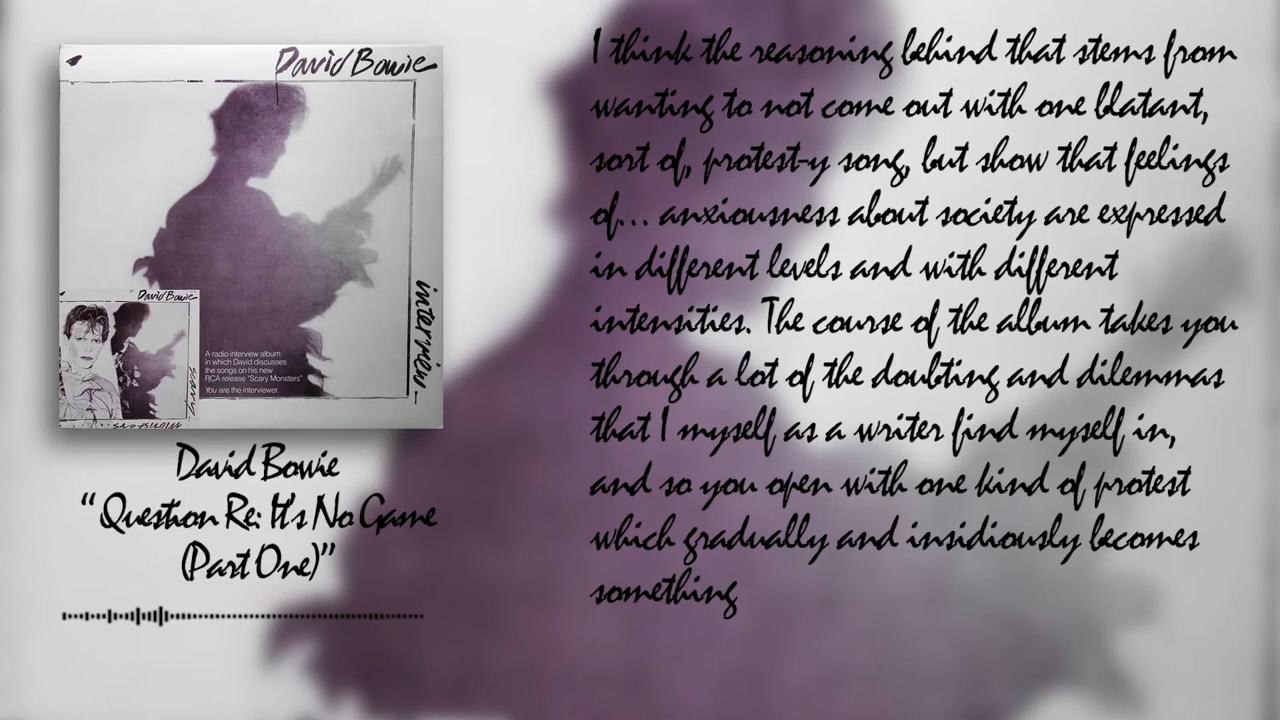 David Bowie
interview...
David Bowie
A radio interview album
in which David discusses
the songs on his new
RCA release "Scary Monsters"
You are the interviewer.
SCARY
MONSTERS
David Bowie
“Question Re: It's No Game
(Part One)”
I think the reasoning behind that stems from
wanting to not come out with one blatant,
sort of, protest-y song, but show that feelings
of... anxiousness about society are expressed
in different levels and with different
intensities. The course of the album takes you
through a lot of the doubting and dilemmas
that I myself as a writer find myself in,
and so you open with one kind of protest
which gradually and insidiously becomes
something